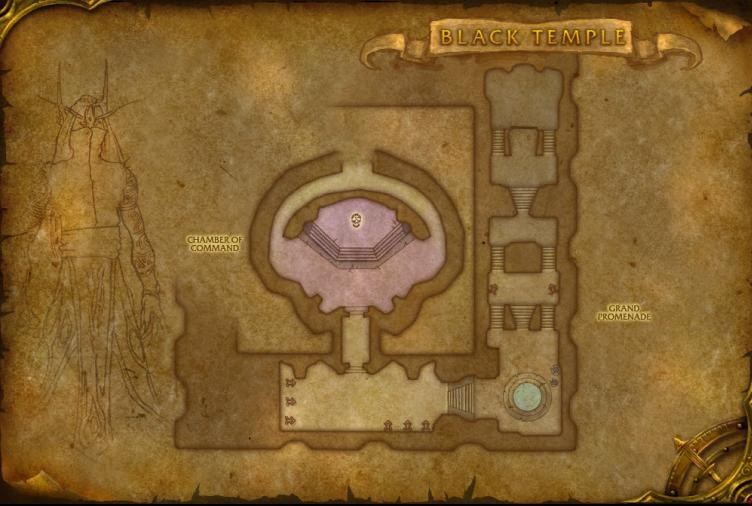 BLACK TEMPLE
CHAMBER OF
COMMAND
GRAND
PROMENADE